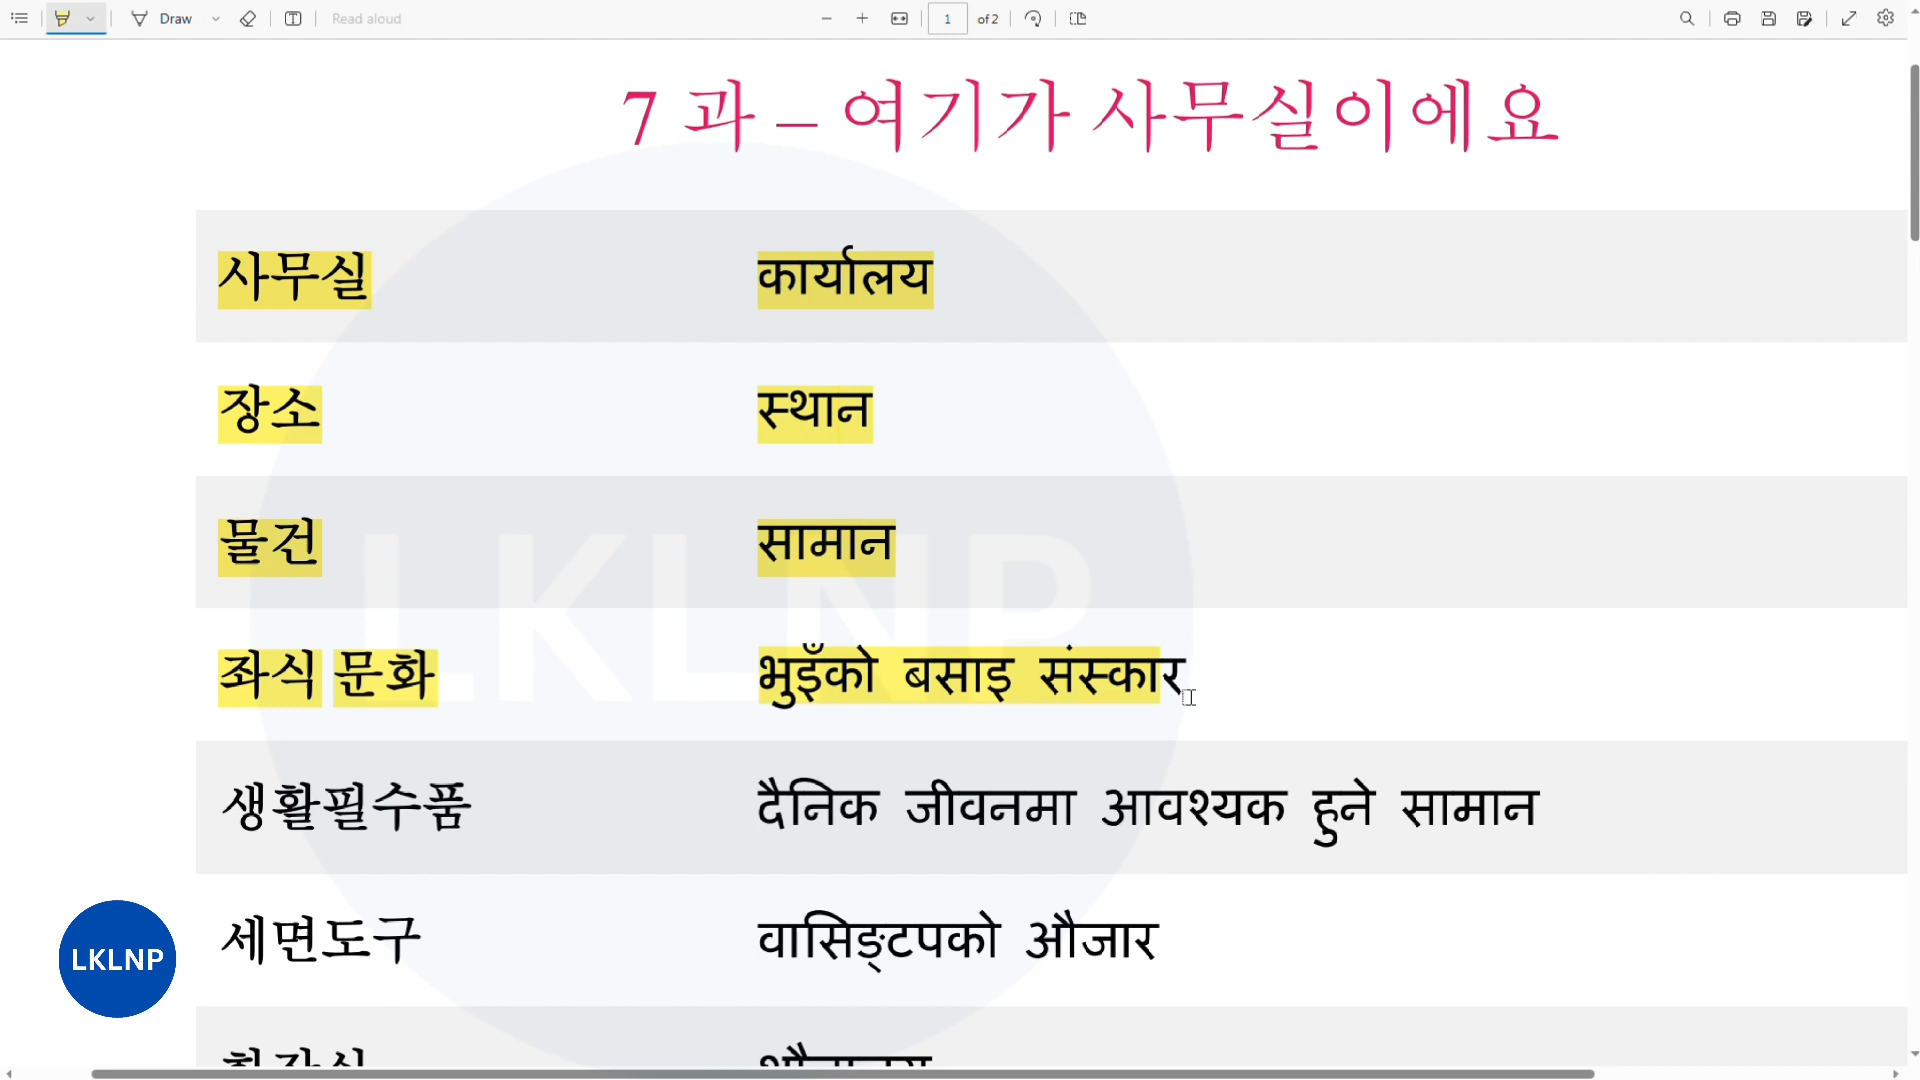 Draw
Read aloud
1 of 2
7 과 – 여기가 사무실이에요
사무실 कार्यालय
장소 स्थान
물건 सामान
좌식 문화 भुइँको बसाइ संस्कार
생활필수품 दैनिक जीवनमा आवश्यक हुने सामान
세면도구 वासिङ्टपको औजार
LKLNP
LKLNP